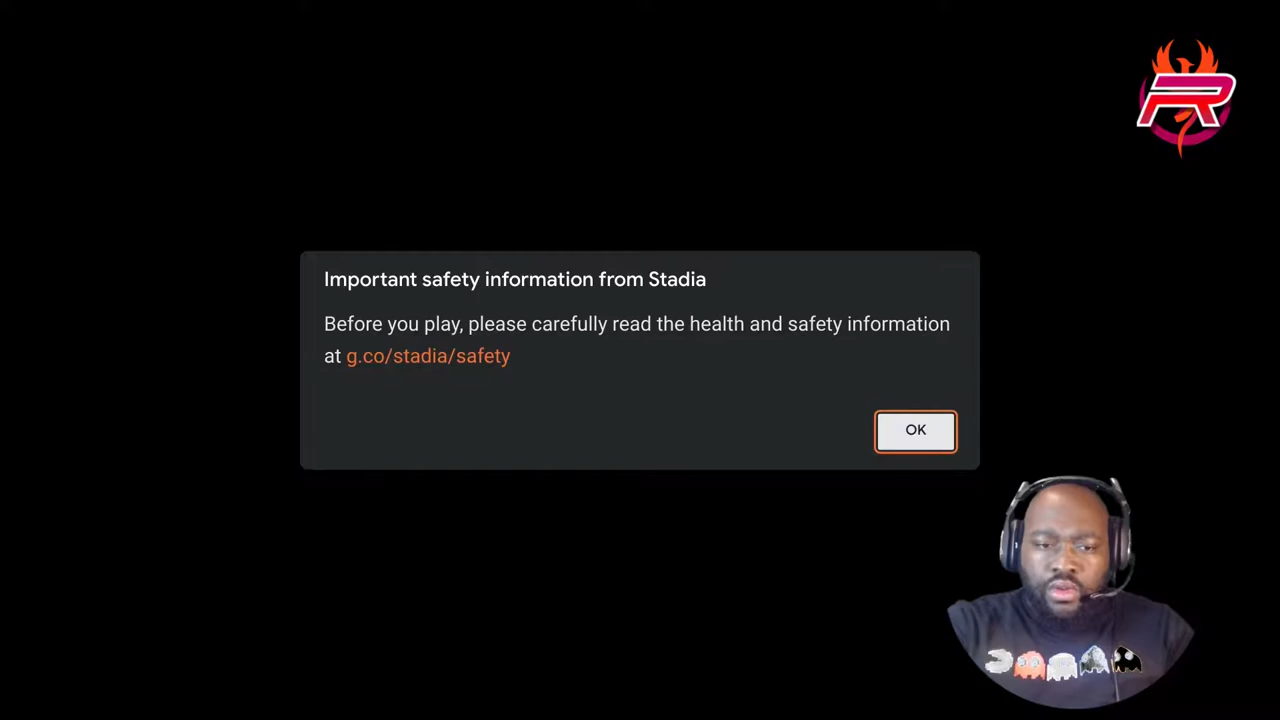 R
Important safety information from Stadia
Before you play, please carefully read the health and safety information
at g.co/stadia/safety
OK